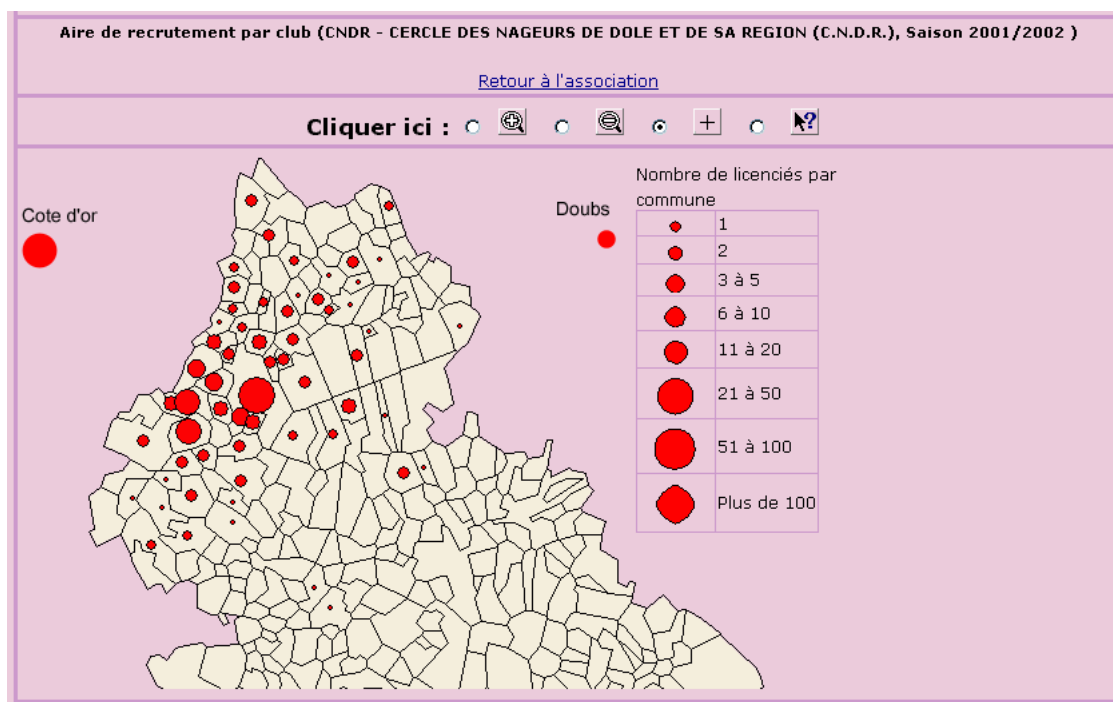 Aire de recrutement par club (CNDR - CERCLE DES NAGEURS DE DOLE ET DE SA REGION (C.N.D.R.), Saison 2001/2002 )
Retour à l'association
Cliquer ici :
Cote d'or
Doubs
Nombre de licenciés par
commune
1
2
3 à 5
6 à 10
11 à 20
21 à 50
51 à 100
Plus de 100